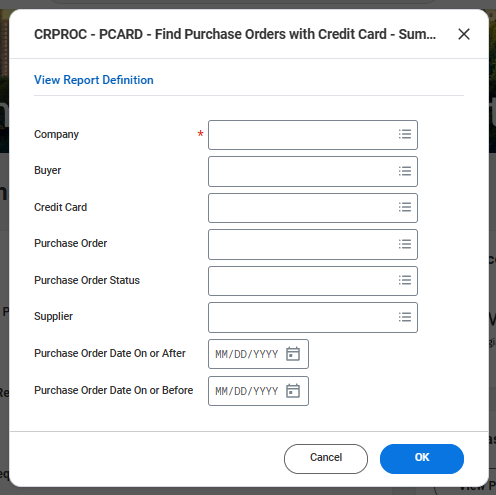 CRPROC - PCARD - Find Purchase Orders with Credit Card - Sum...
View Report Definition
Company *
Buyer
Credit Card
Purchase Order
Purchase Order Status
Supplier
Purchase Order Date On or After MM/DD/YYYY
Purchase Order Date On or Before MM/DD/YYYY
Cancel OK